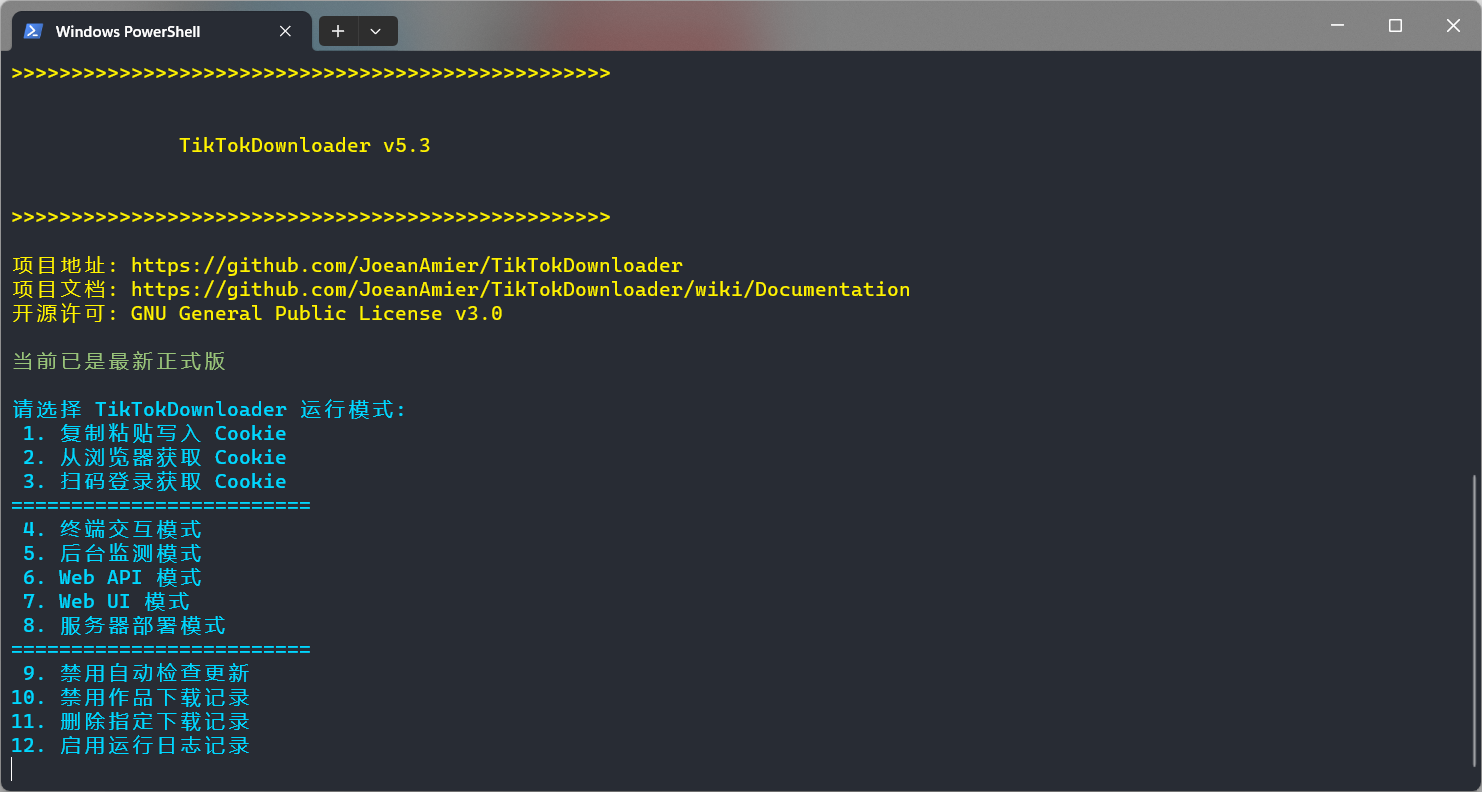 Windows PowerShell
>>>>>>>>>>>>>>>>>>>>>>>>>>>>>>>>>>>>>>>>>>>>>>>>>>
TikTokDownloader v5.3
>>>>>>>>>>>>>>>>>>>>>>>>>>>>>>>>>>>>>>>>>>>>>>>>>>
项目地址: https://github.com/JoeanAmier/TikTokDownloader
项目文档: https://github.com/JoeanAmier/TikTokDownloader/wiki/Documentation
开源许可: GNU General Public License v3.0
当前已是最新正式版
请选择 TikTokDownloader 运行模式:
1. 复制粘贴写入 Cookie
2. 从浏览器获取 Cookie
3. 扫码登录获取 Cookie
=========================
4. 终端交互模式
5. 后台监测模式
6. Web API 模式
7. Web UI 模式
8. 服务器部署模式
=========================
9. 禁用自动检查更新
10. 禁用作品下载记录
11. 删除指定下载记录
12. 启用运行日志记录